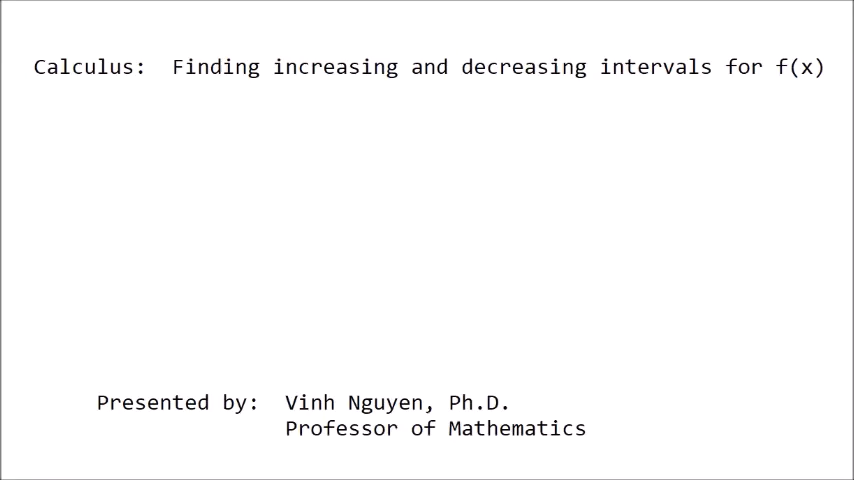 Calculus:  Finding increasing and decreasing intervals for f(x)
Presented by:  Vinh Nguyen, Ph.D.
Professor of Mathematics